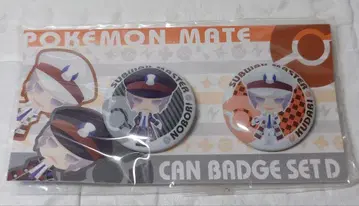 POKEMON MATE
SUBWAY MASTER
NOBORI
SUBWAY MASTER
KUDARI
CAN BADGE SET D